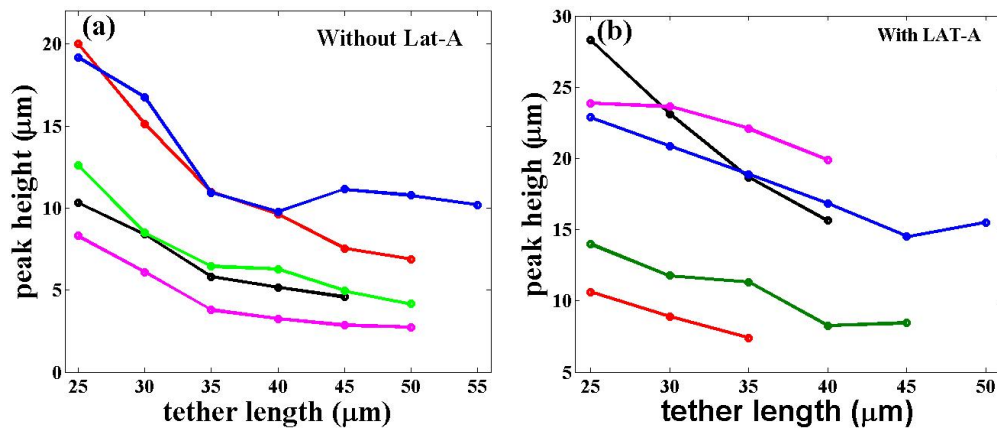 (a)
Without Lat-A
20
15
10
5
0
25 30 35 40 45 50 55
peak height (μm)
tether length (μm)
(b)
With LAT-A
30
25
20
15
10
5
25 30 35 40 45 50
peak heigh (μm)
tether length (μm)